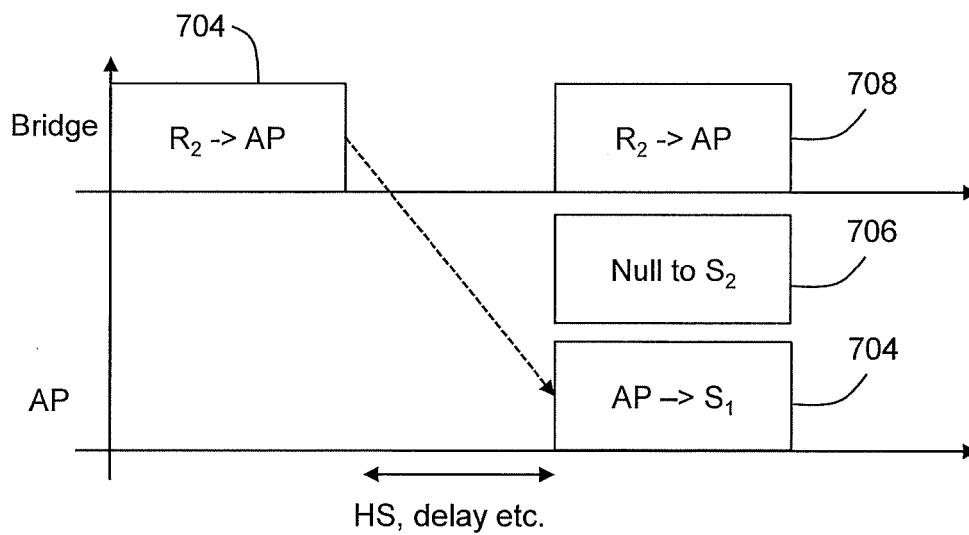 704
Bridge
R₂ -> AP
R₂ -> AP
708
Null to S₂
706
AP
AP –> S₁
704
HS, delay etc.